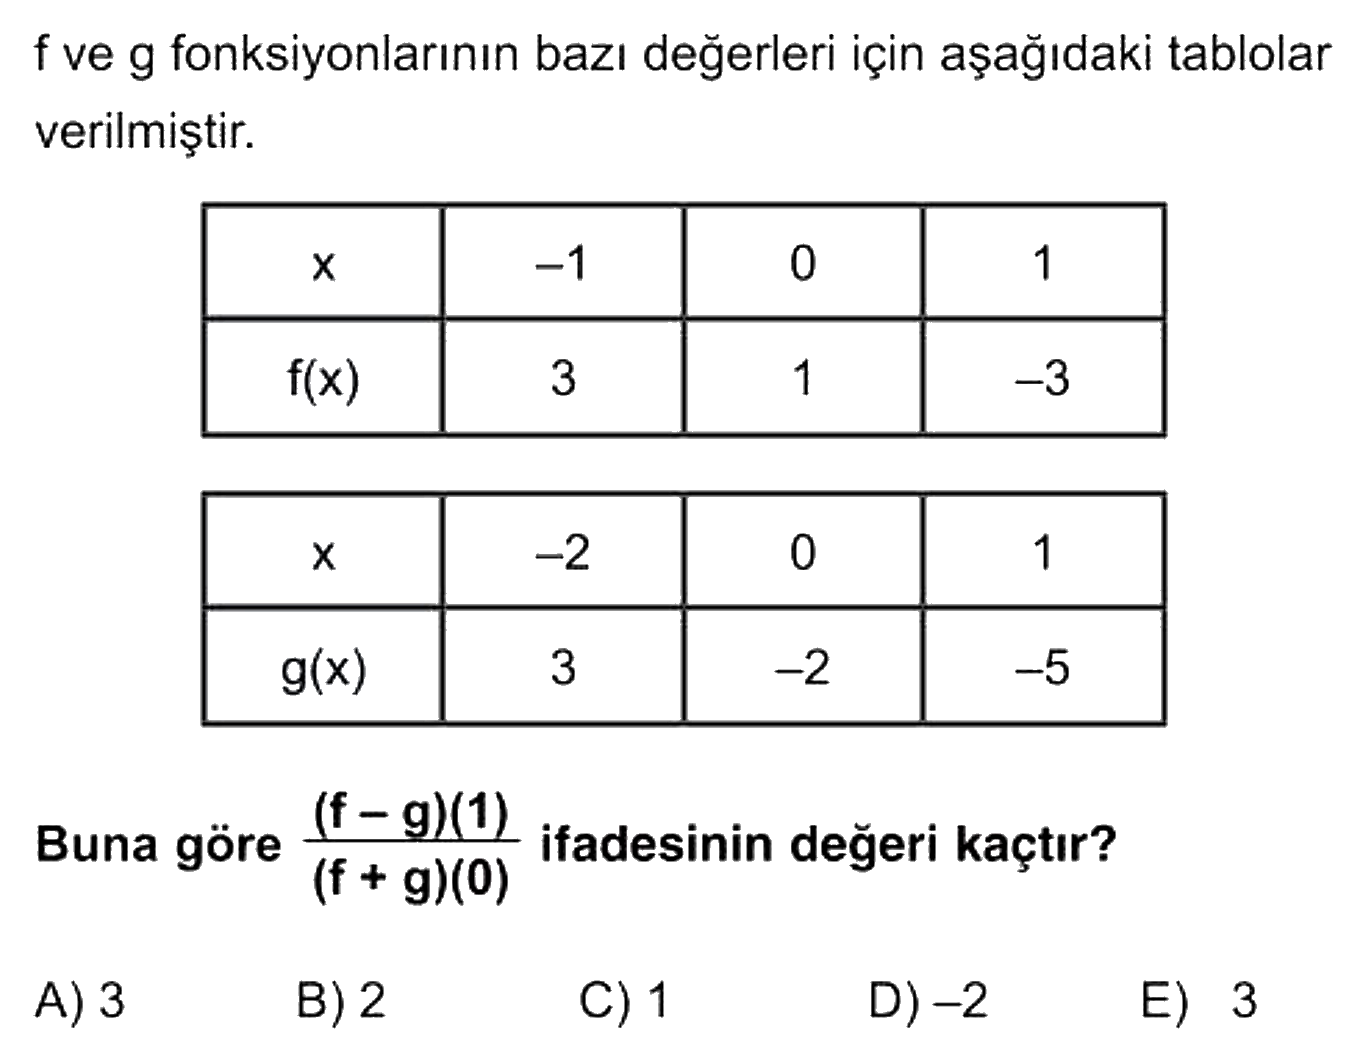 f ve g fonksiyonlarının bazı değerleri için aşağıdaki tablolar
verilmiştir.
x –1 0 1
f(x) 3 1 –3
x –2 0 1
g(x) 3 –2 –5
Buna göre (f – g)(1) / (f + g)(0) ifadesinin değeri kaçtır?
A) 3 B) 2 C) 1 D) –2 E) 3